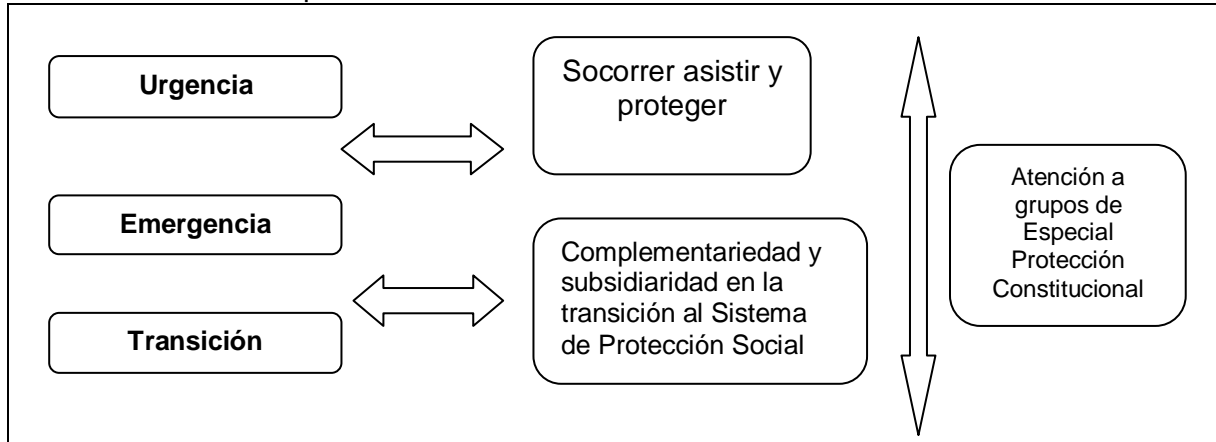 Urgencia
Emergencia
Transición
Socorrer asistir y
proteger
Complementariedad y
subsidiaridad en la
transición al Sistema
de Protección Social
Atención a
grupos de
Especial
Protección
Constitucional